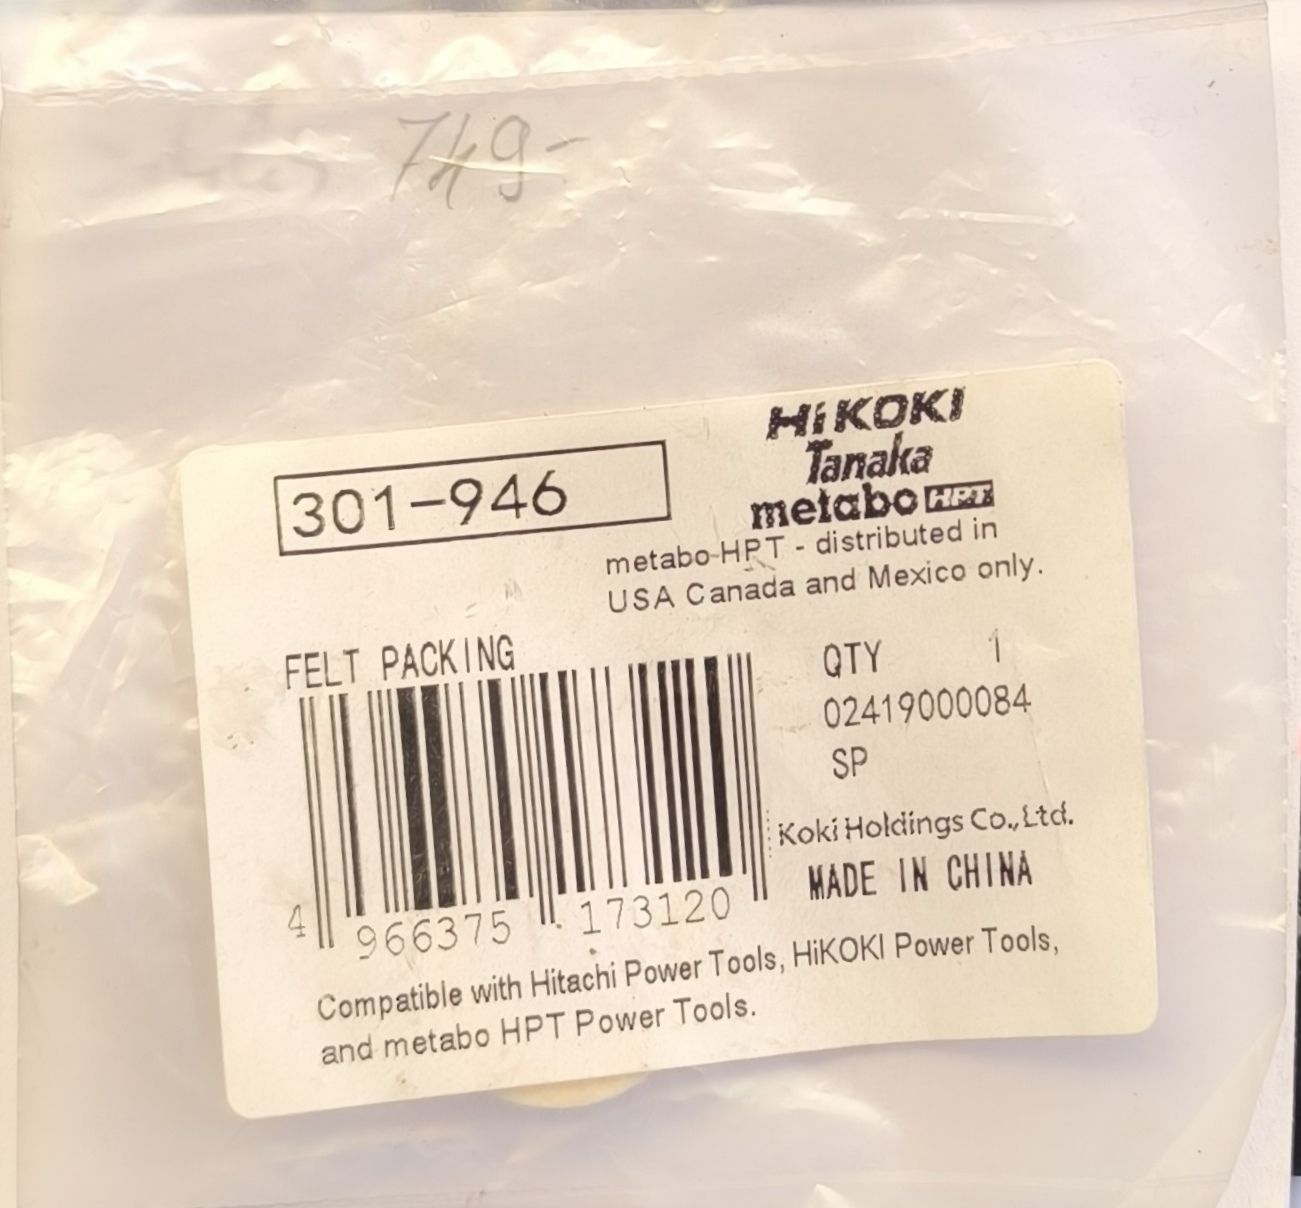 749-
301-946
HiKOKI
Tanaka
metabo HPT
metabo-HPT - distributed in
USA Canada and Mexico only.
FELT PACKING
QTY 1
02419000084
SP
Koki Holdings Co.,Ltd.
MADE IN CHINA
4 966375 173120
Compatible with Hitachi Power Tools, HiKOKI Power Tools,
and metabo HPT Power Tools.